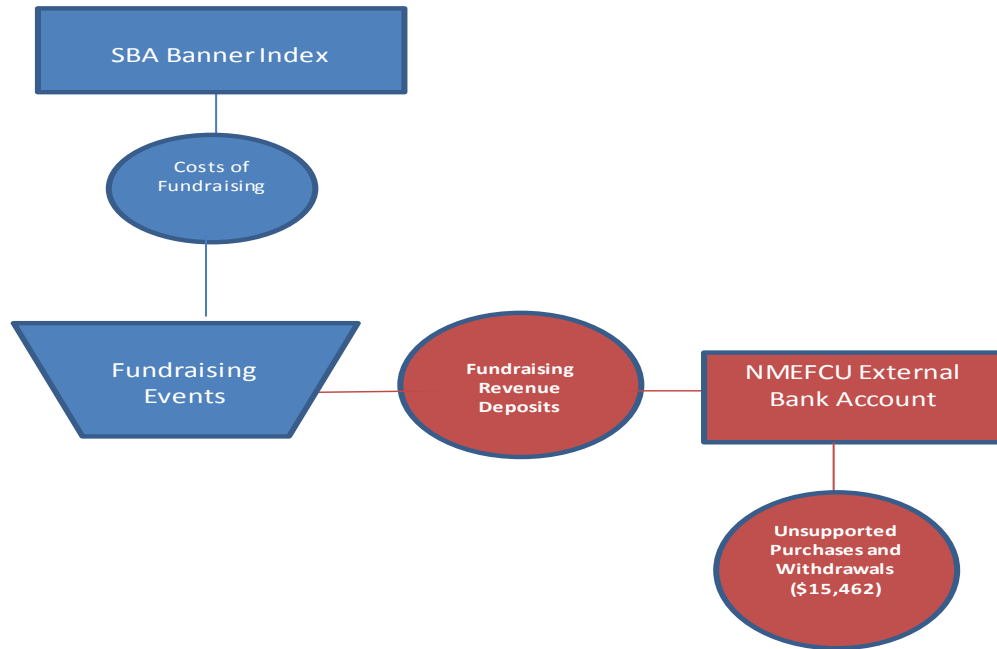 SBA Banner Index
Costs of
Fundraising
Fundraising
Events
Fundraising
Revenue
Deposits
NMEFCU External
Bank Account
Unsupported
Purchases and
Withdrawals
($15,462)